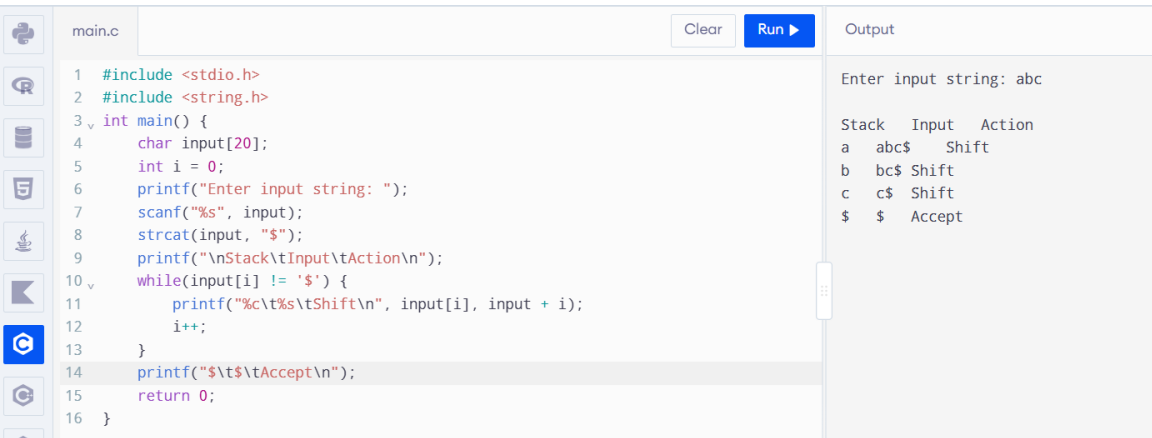 main.c
Clear
Run
Output
1 #include <stdio.h>
2 #include <string.h>
3 int main() {
4     char input[20];
5     int i = 0;
6     printf("Enter input string: ");
7     scanf("%s", input);
8     strcat(input, "$");
9     printf("\nStack\tInput\tAction\n");
10     while(input[i] != '$') {
11         printf("%c\t%s\tShift\n", input[i], input + i);
12         i++;
13     }
14     printf("$\t$\tAccept\n");
15     return 0;
16 }
Enter input string: abc
Stack   Input   Action
a   abc$    Shift
b   bc$ Shift
c   c$  Shift
$   $   Accept